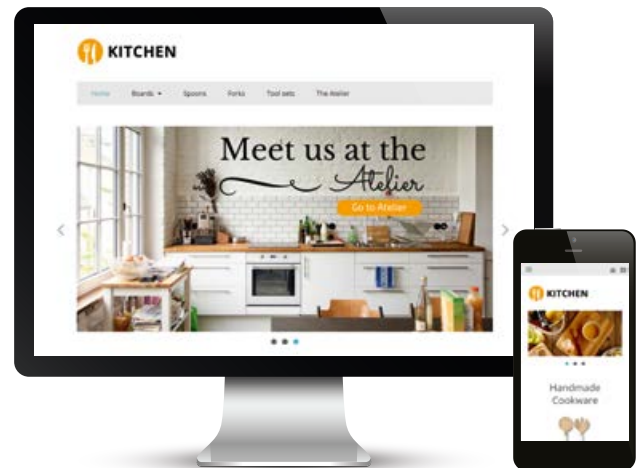 KITCHEN
Home Boards Spoons Forks Tool sets The Atelier
Meet us at the
Atelier
Go to Atelier
KITCHEN
Handmade
Cookware